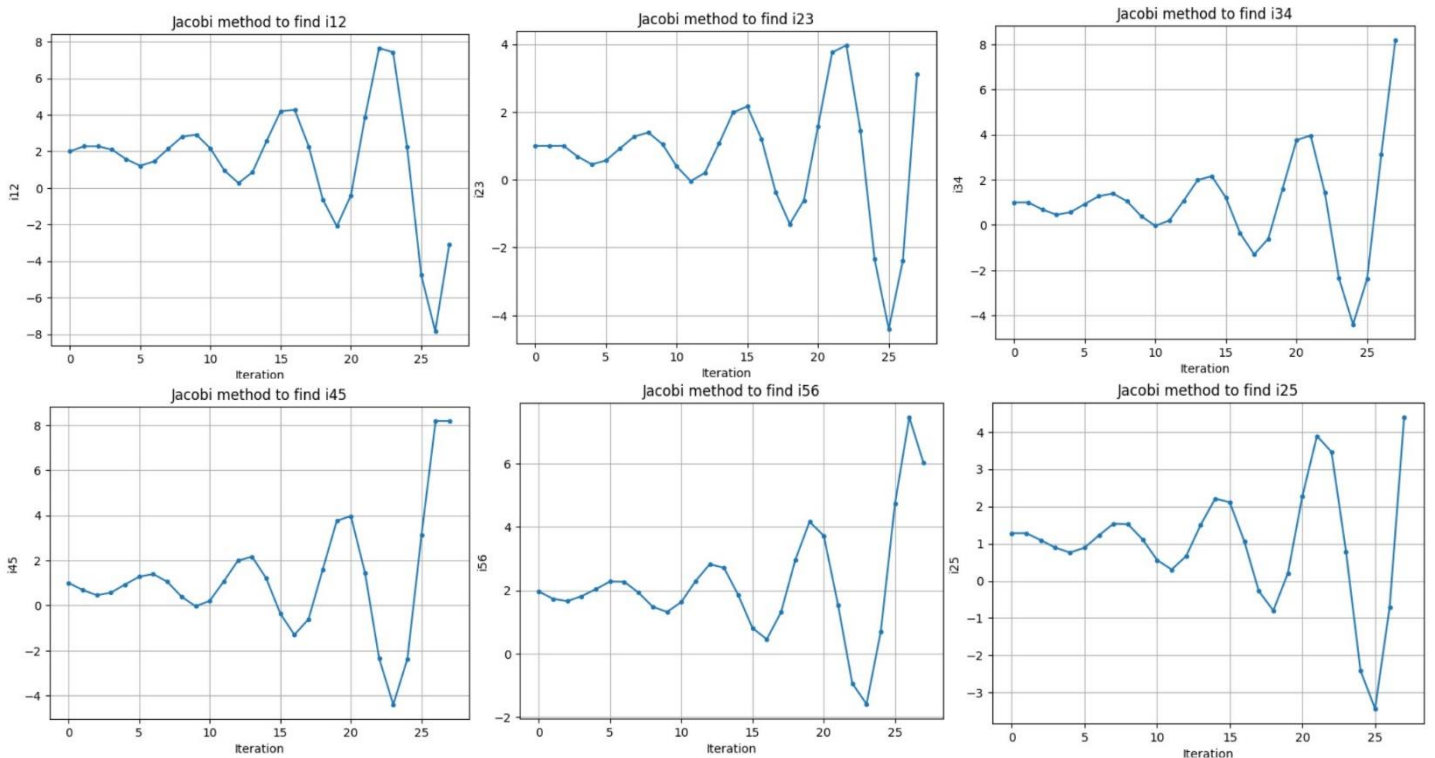 Jacobi method to find i12
8
6
4
2
0
−2
−4
−6
−8
i12
0 5 10 15 20 25
Iteration
Jacobi method to find i23
4
2
0
−2
−4
i23
0 5 10 15 20 25
Iteration
Jacobi method to find i34
8
6
4
2
0
−2
−4
i34
0 5 10 15 20 25
Iteration
Jacobi method to find i45
8
6
4
2
0
−2
−4
i45
0 5 10 15 20 25
Iteration
Jacobi method to find i56
6
4
2
0
−2
i56
0 5 10 15 20 25
Iteration
Jacobi method to find i25
4
3
2
1
0
−1
−2
−3
i25
0 5 10 15 20 25
Iteration